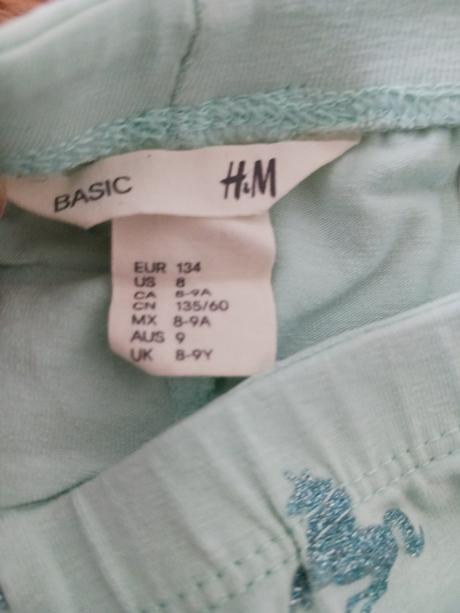 BASIC H&M
EUR 134
US 8
CA 8-9A
CN 135/60
MX 8-9A
AUS 9
UK 8-9Y